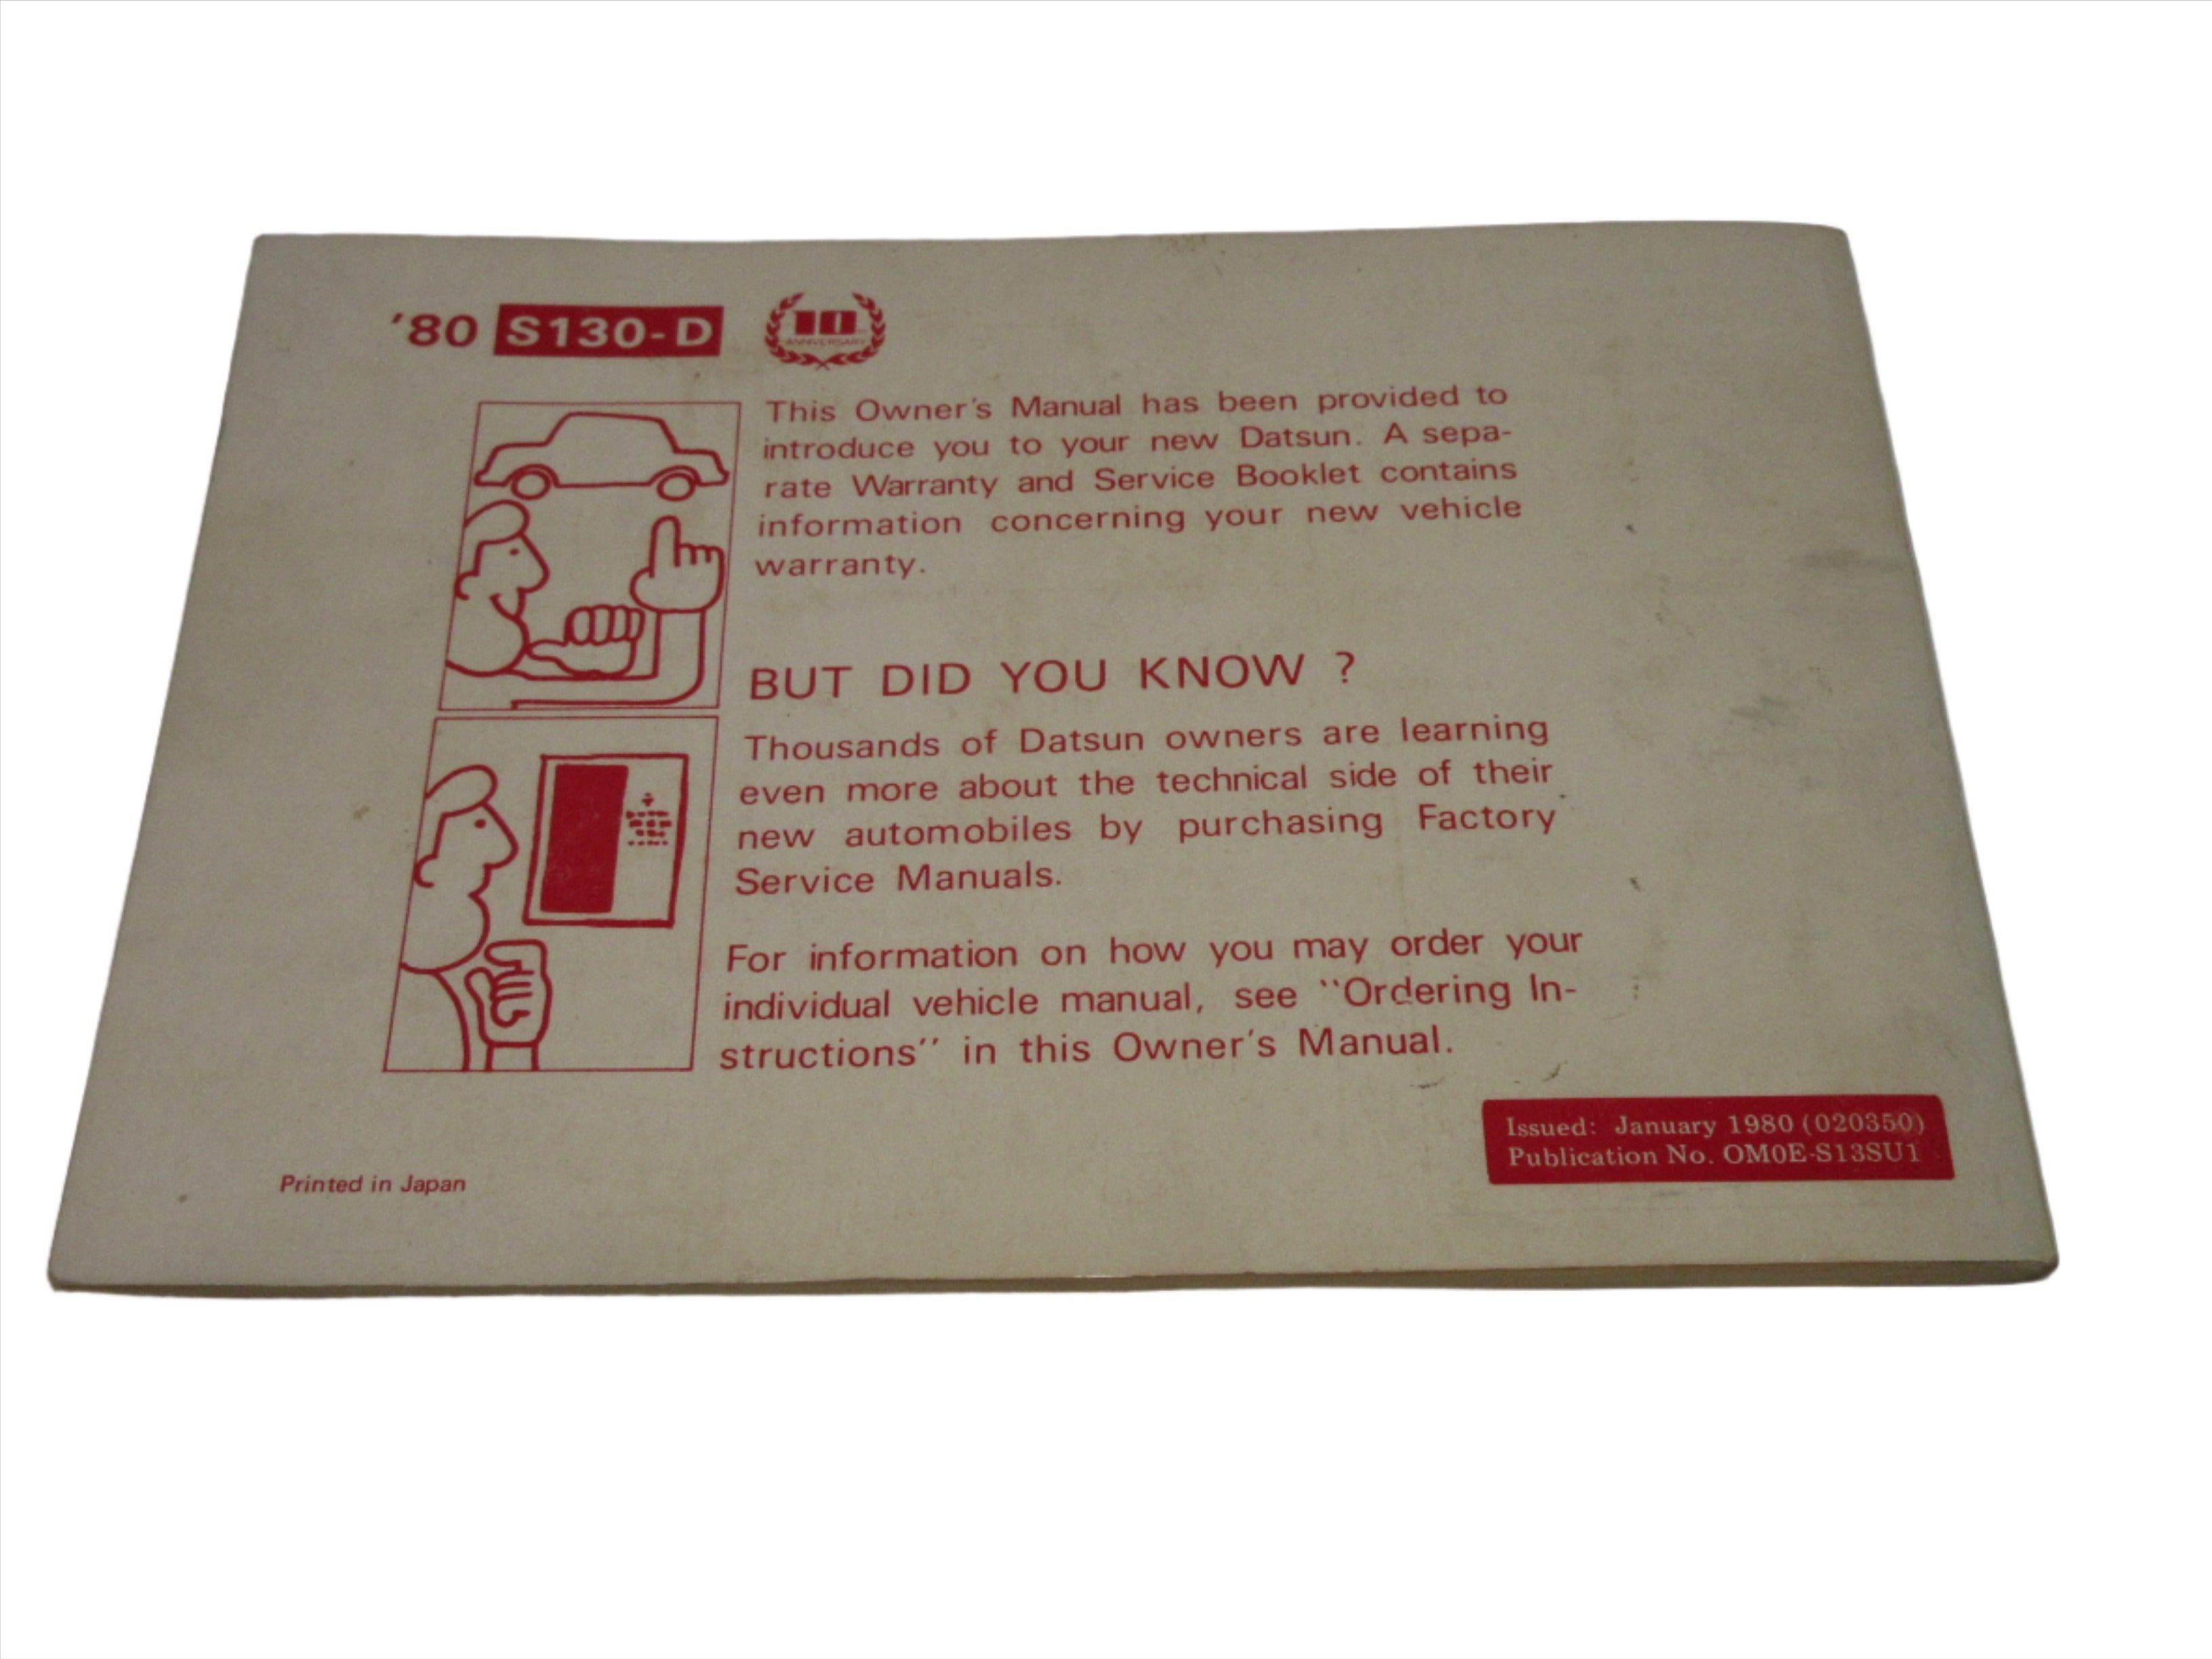 '80 S130-D 10 ANNIVERSARY
This Owner's Manual has been provided to
introduce you to your new Datsun. A sepa-
rate Warranty and Service Booklet contains
information concerning your new vehicle
warranty.
BUT DID YOU KNOW ?
Thousands of Datsun owners are learning
even more about the technical side of their
new automobiles by purchasing Factory
Service Manuals.
For information on how you may order your
individual vehicle manual, see "Ordering In-
structions" in this Owner's Manual.
Issued: January 1980 (020350)
Publication No. OM0E-S13SU1
Printed in Japan